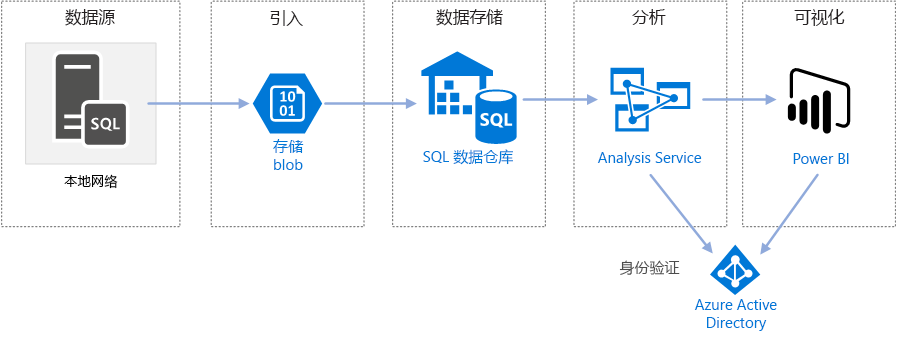 数据源
引入
数据存储
分析
可视化
SQL
本地网络
10
01
存储
blob
SQL
SQL 数据仓库
Analysis Service
Power BI
身份验证
Azure Active
Directory